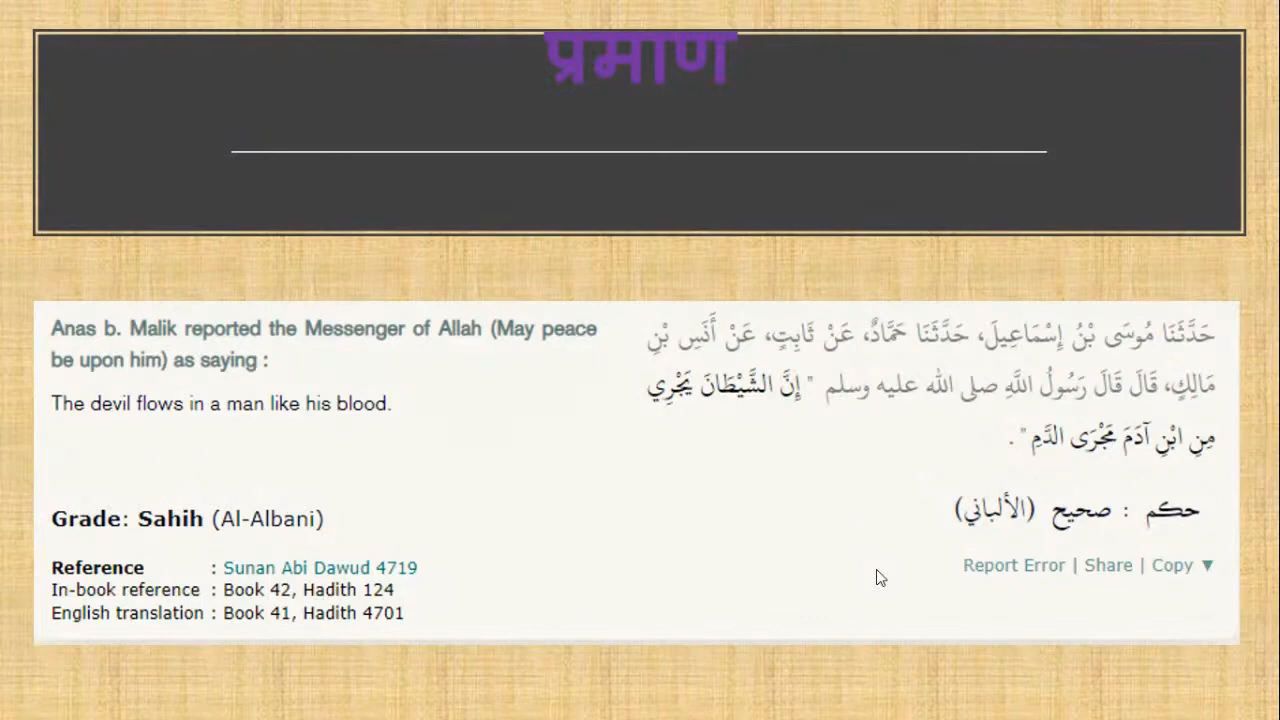 प्रमाण
Anas b. Malik reported the Messenger of Allah (May peace
be upon him) as saying :
The devil flows in a man like his blood.
حَدَّثَنَا مُوسَى بْنُ إِسْمَاعِيلَ، حَدَّثَنَا حَمَّادٌ، عَنْ ثَابِتٍ، عَنْ أَنَسِ بْنِ
مَالِكٍ، قَالَ قَالَ رَسُولُ اللَّهِ صلى الله عليه وسلم ‏"‏ إِنَّ الشَّيْطَانَ يَجْرِي
مِنِ ابْنِ آدَمَ مَجْرَى الدَّمِ ‏"‏ ‏.‏
Grade: Sahih (Al-Albani)
حكم : صحيح (الألباني)
Reference : Sunan Abi Dawud 4719
In-book reference : Book 42, Hadith 124
English translation : Book 41, Hadith 4701
Report Error | Share | Copy ▼